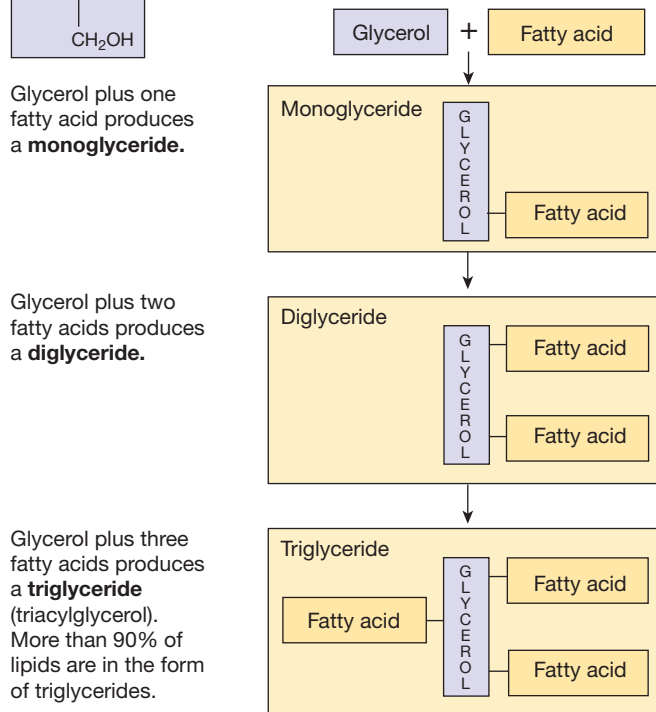 CH₂OH
Glycerol + Fatty acid
Glycerol plus one
fatty acid produces
a monoglyceride.
Monoglyceride
GLYCEROL
Fatty acid
Glycerol plus two
fatty acids produces
a diglyceride.
Diglyceride
GLYCEROL
Fatty acid
Fatty acid
Glycerol plus three
fatty acids produces
a triglyceride
(triacylglycerol).
More than 90% of
lipids are in the form
of triglycerides.
Triglyceride
Fatty acid
GLYCEROL
Fatty acid
Fatty acid